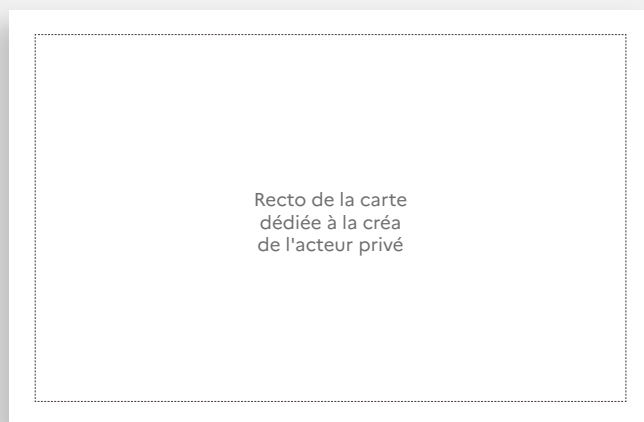 Recto de la carte
dédiée à la créa
de l'acteur privé